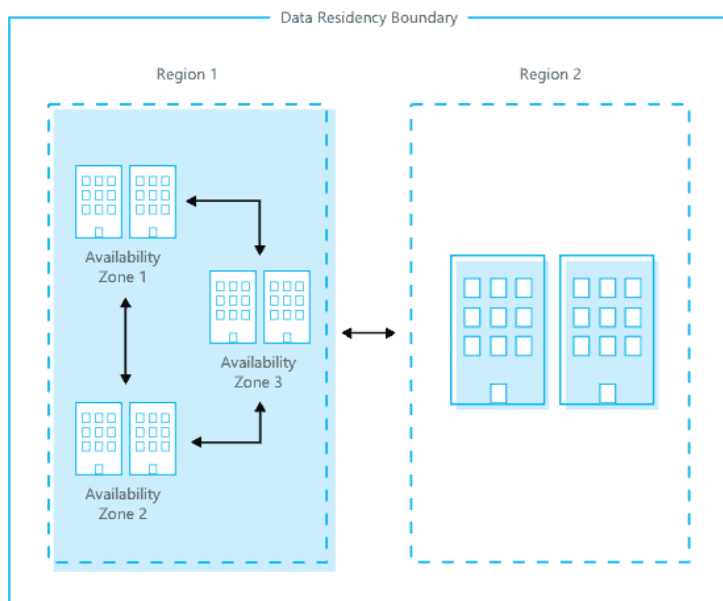 Data Residency Boundary
Region 1
Region 2
Availability
Zone 1
Availability
Zone 3
Availability
Zone 2